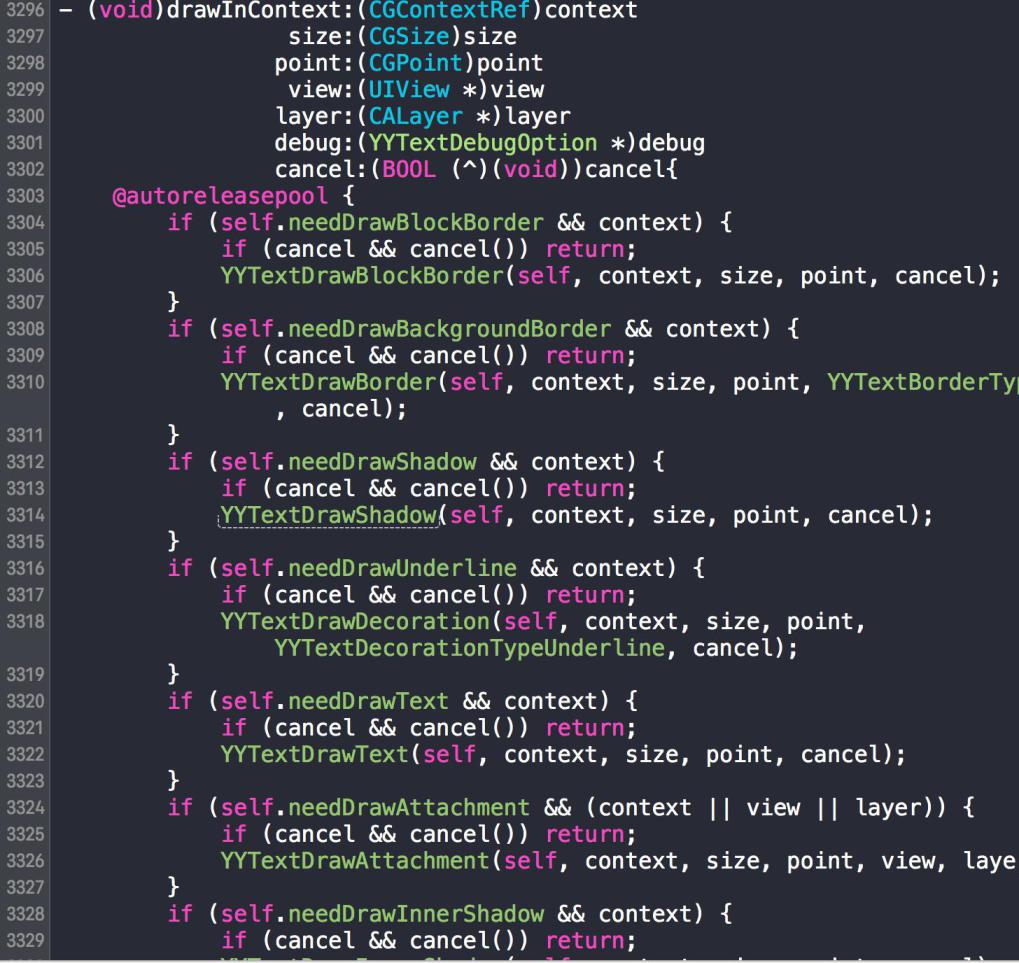 3296 - (void)drawInContext:(CGContextRef)context
3297                  size:(CGSize)size
3298                 point:(CGPoint)point
3299                  view:(UIView *)view
3300                 layer:(CALayer *)layer
3301                 debug:(YYTextDebugOption *)debug
3302                cancel:(BOOL (^)(void))cancel{
3303     @autoreleasepool {
3304         if (self.needDrawBlockBorder && context) {
3305             if (cancel && cancel()) return;
3306             YYTextDrawBlockBorder(self, context, size, point, cancel);
3307         }
3308         if (self.needDrawBackgroundBorder && context) {
3309             if (cancel && cancel()) return;
3310             YYTextDrawBorder(self, context, size, point, YYTextBorderTy
                 , cancel);
3311         }
3312         if (self.needDrawShadow && context) {
3313             if (cancel && cancel()) return;
3314             YYTextDrawShadow(self, context, size, point, cancel);
3315         }
3316         if (self.needDrawUnderline && context) {
3317             if (cancel && cancel()) return;
3318             YYTextDrawDecoration(self, context, size, point,
                 YYTextDecorationTypeUnderline, cancel);
3319         }
3320         if (self.needDrawText && context) {
3321             if (cancel && cancel()) return;
3322             YYTextDrawText(self, context, size, point, cancel);
3323         }
3324         if (self.needDrawAttachment && (context || view || layer)) {
3325             if (cancel && cancel()) return;
3326             YYTextDrawAttachment(self, context, size, point, view, laye
3327         }
3328         if (self.needDrawInnerShadow && context) {
3329             if (cancel && cancel()) return;